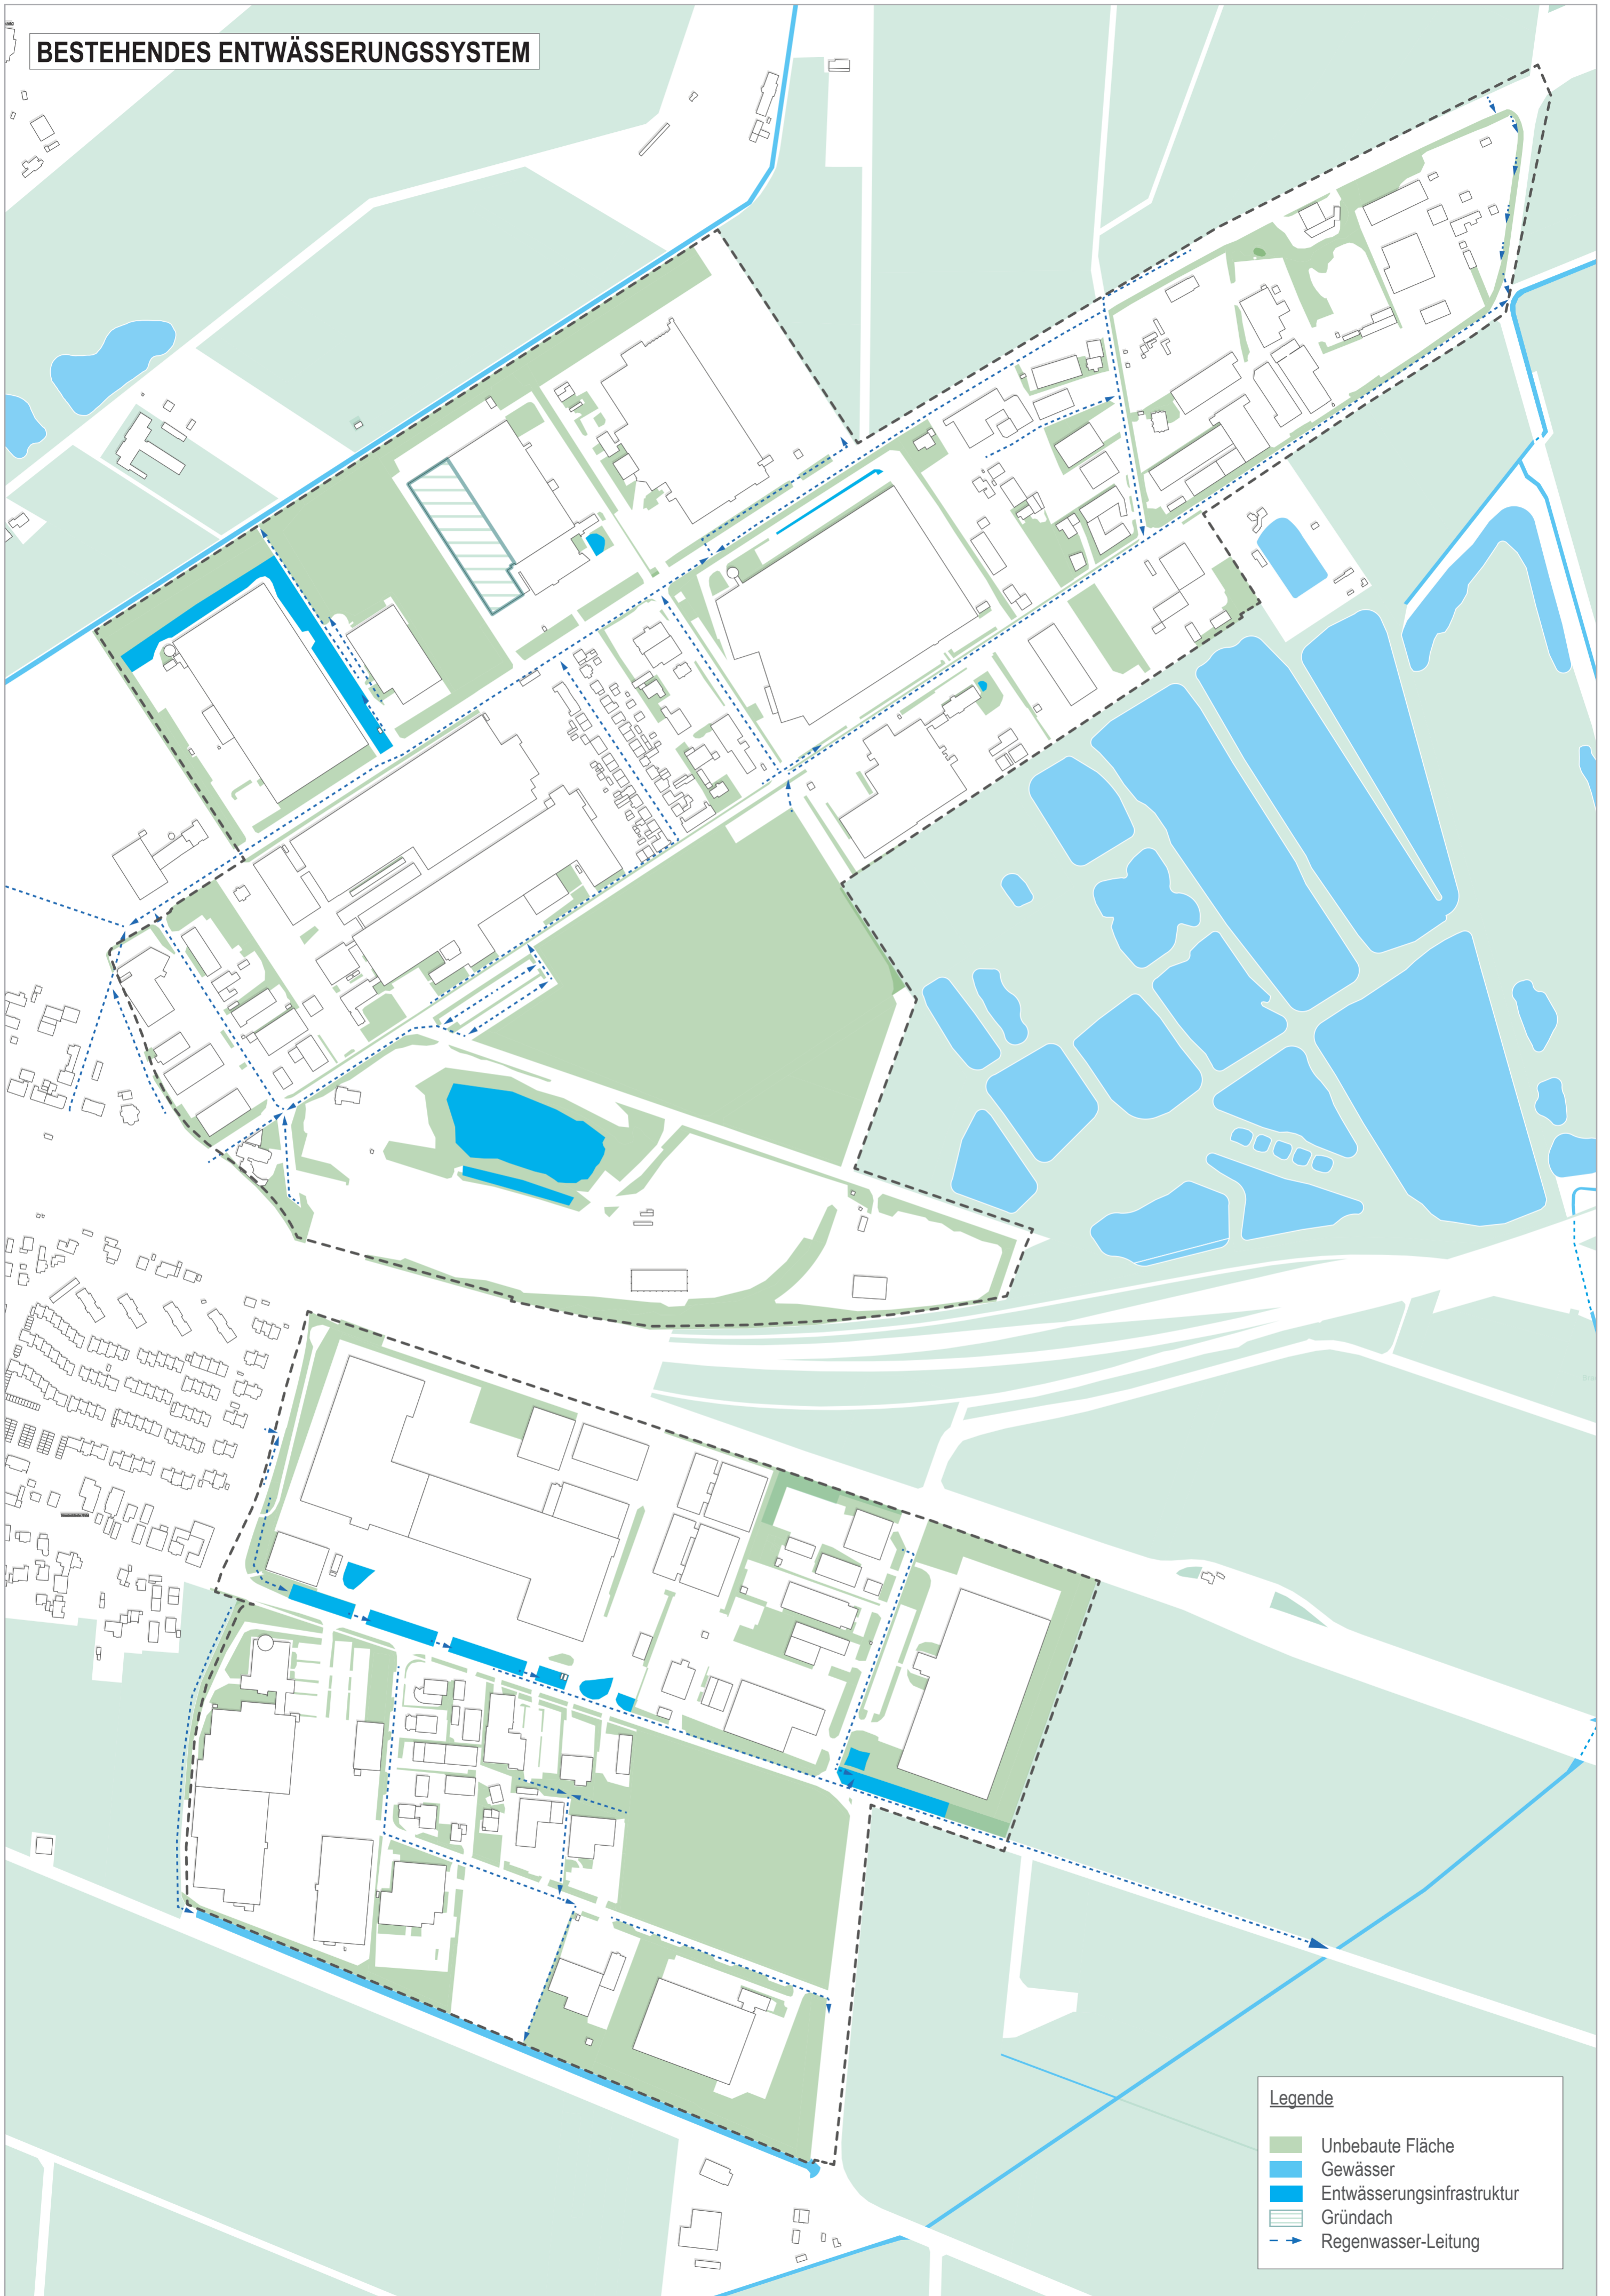 BESTEHENDES ENTWÄSSERUNGSSYSTEM
Legende
Unbebaute Fläche
Gewässer
Entwässerungsinfrastruktur
Gründach
Regenwasser-Leitung